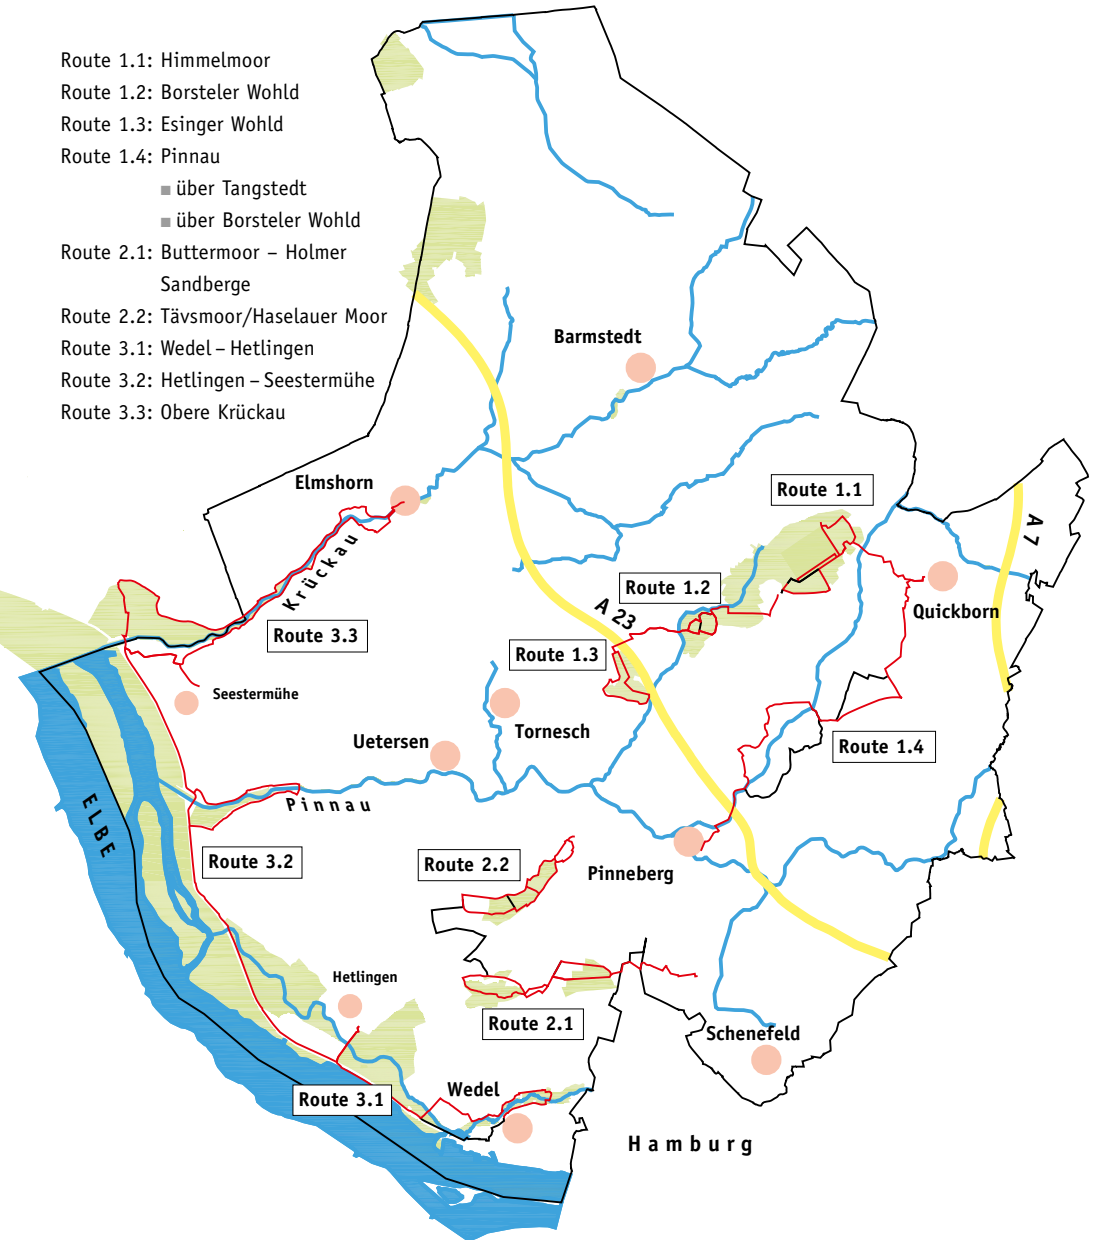 Route 1.1: Himmelmoor
Route 1.2: Borsteler Wohld
Route 1.3: Esinger Wohld
Route 1.4: Pinnau
■ über Tangstedt
■ über Borsteler Wohld
Route 2.1: Buttermoor – Holmer
Sandberge
Route 2.2: Tävsmoor/Haselauer Moor
Route 3.1: Wedel – Hetlingen
Route 3.2: Hetlingen – Seestermühe
Route 3.3: Obere Krückau
Barmstedt
Elmshorn
Route 1.1
A 7
Krückau
Route 1.2
Quickborn
A 23
Route 3.3
Route 1.3
Seestermühe
Tornesch
Uetersen
Route 1.4
Pinnau
ELBE
Route 3.2
Route 2.2
Pinneberg
Hetlingen
Route 2.1
Schenefeld
Wedel
Route 3.1
Hamburg